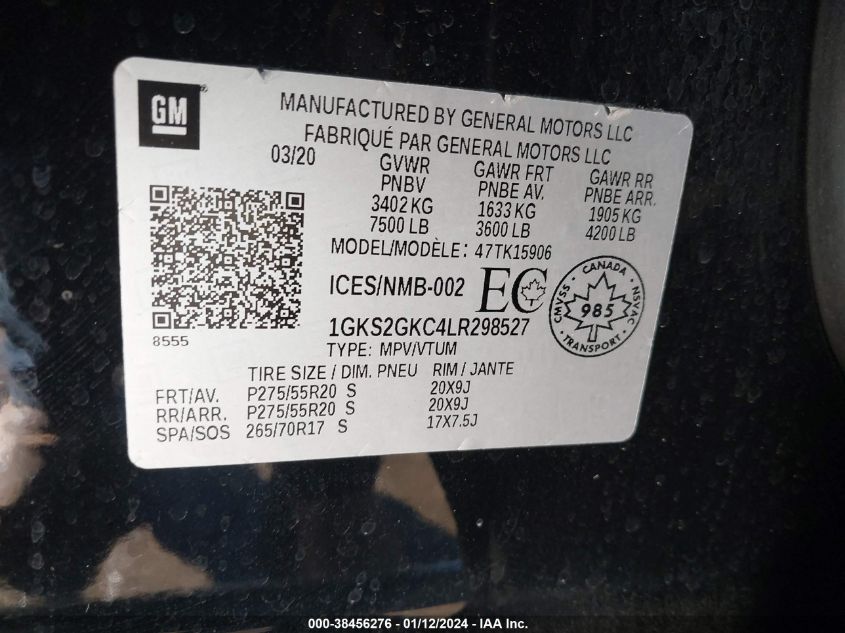 GM
MANUFACTURED BY GENERAL MOTORS LLC
FABRIQUÉ PAR GENERAL MOTORS LLC
03/20 GVWR GAWR FRT GAWR RR
PNBV PNBE AV. PNBE ARR.
3402 KG 1633 KG 1905 KG
7500 LB 3600 LB 4200 LB
MODEL/MODÈLE: 47TK15906
ICES/NMB-002 EC
CANADA CMVSS 985 NSVAC TRANSPORT
1GKS2GKC4LR298527
8555
TYPE: MPV/VTUM
TIRE SIZE / DIM. PNEU RIM / JANTE
FRT/AV. P275/55R20 S 20X9J
RR/ARR. P275/55R20 S 20X9J
SPA/SOS 265/70R17 S 17X7.5J
000-38456276 - 01/12/2024 - IAA Inc.